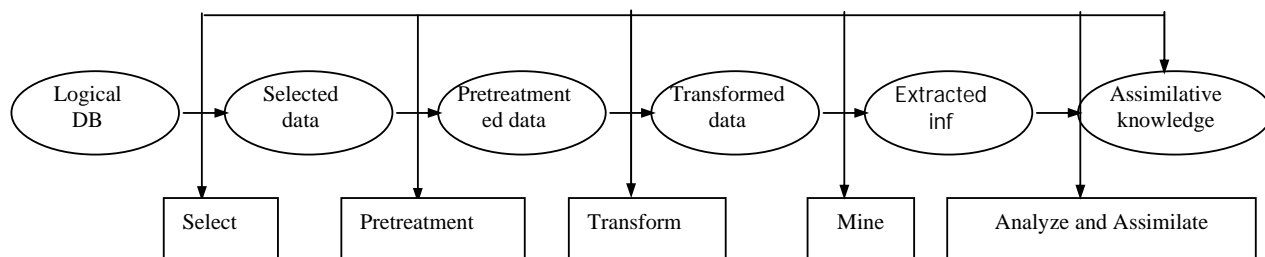 Logical
DB
Selected
data
Pretreatment
ed data
Transformed
data
Extracted
inf
Assimilative
knowledge
Select
Pretreatment
Transform
Mine
Analyze and Assimilate